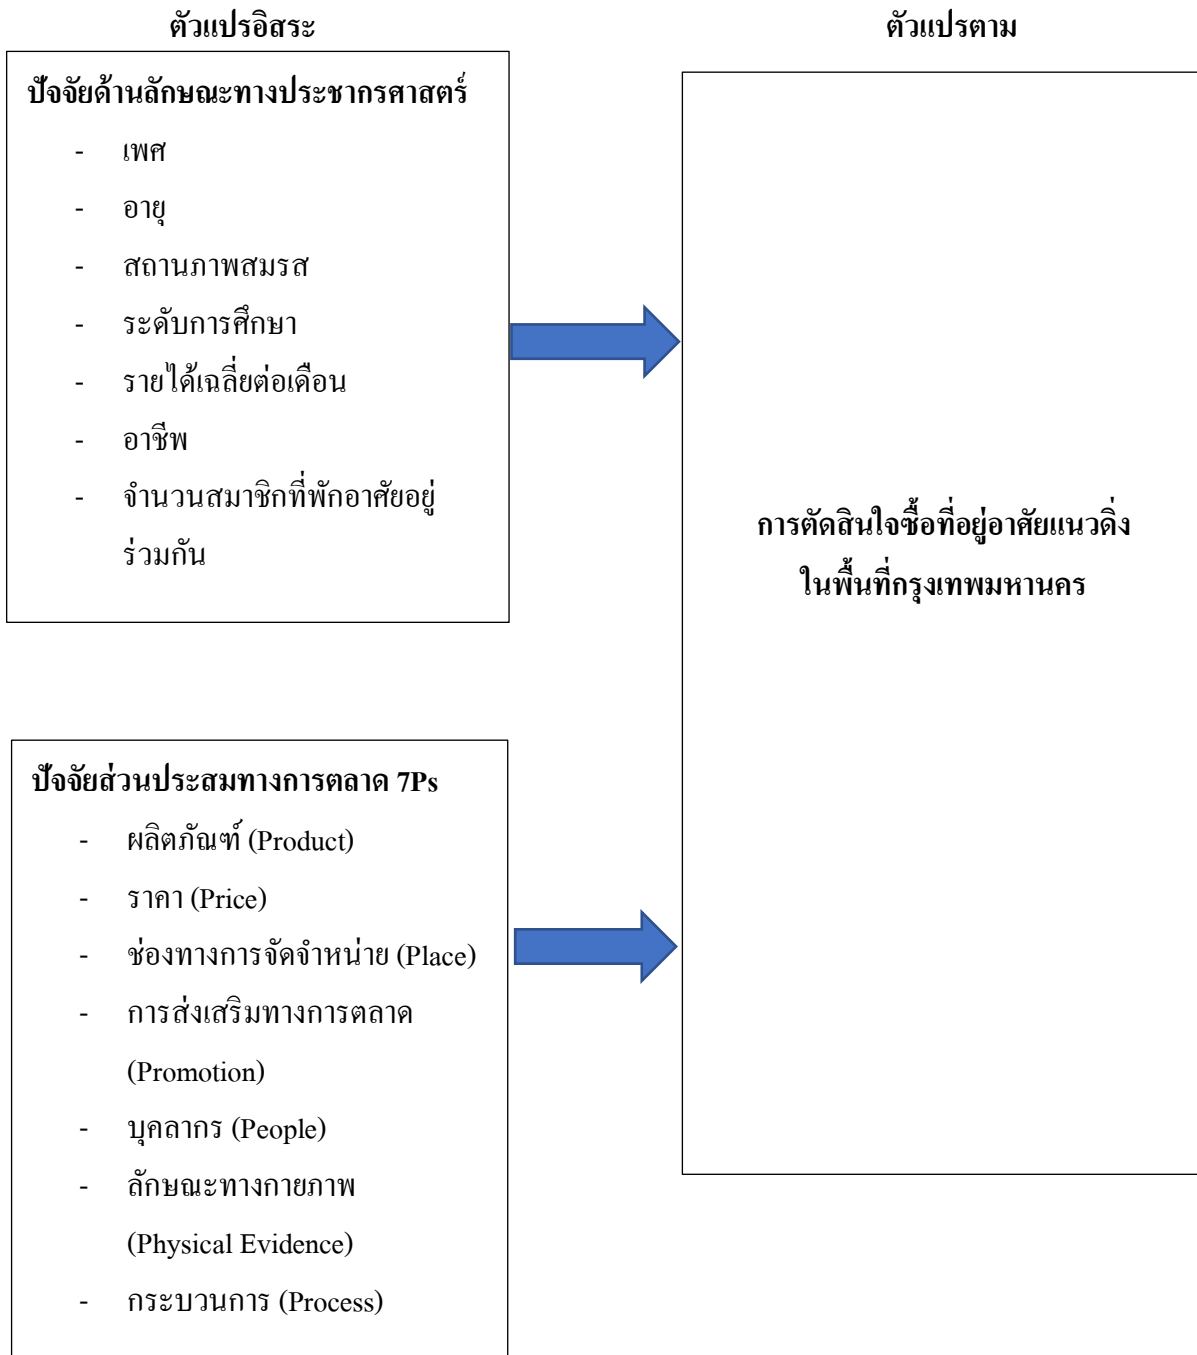 ตัวแปรอิสระ
ตัวแปรตาม
ปัจจัยด้านลักษณะทางประชากรศาสตร์
- เพศ
- อายุ
- สถานภาพสมรส
- ระดับการศึกษา
- รายได้เฉลี่ยต่อเดือน
- อาชีพ
- จำนวนสมาชิกที่พักอาศัยอยู่
ร่วมกัน
การตัดสินใจซื้อที่อยู่อาศัยแนวดิ่ง
ในพื้นที่กรุงเทพมหานคร
ปัจจัยส่วนประสมทางการตลาด 7Ps
- ผลิตภัณฑ์ (Product)
- ราคา (Price)
- ช่องทางการจัดจำหน่าย (Place)
- การส่งเสริมทางการตลาด
(Promotion)
- บุคลากร (People)
- ลักษณะทางกายภาพ
(Physical Evidence)
- กระบวนการ (Process)